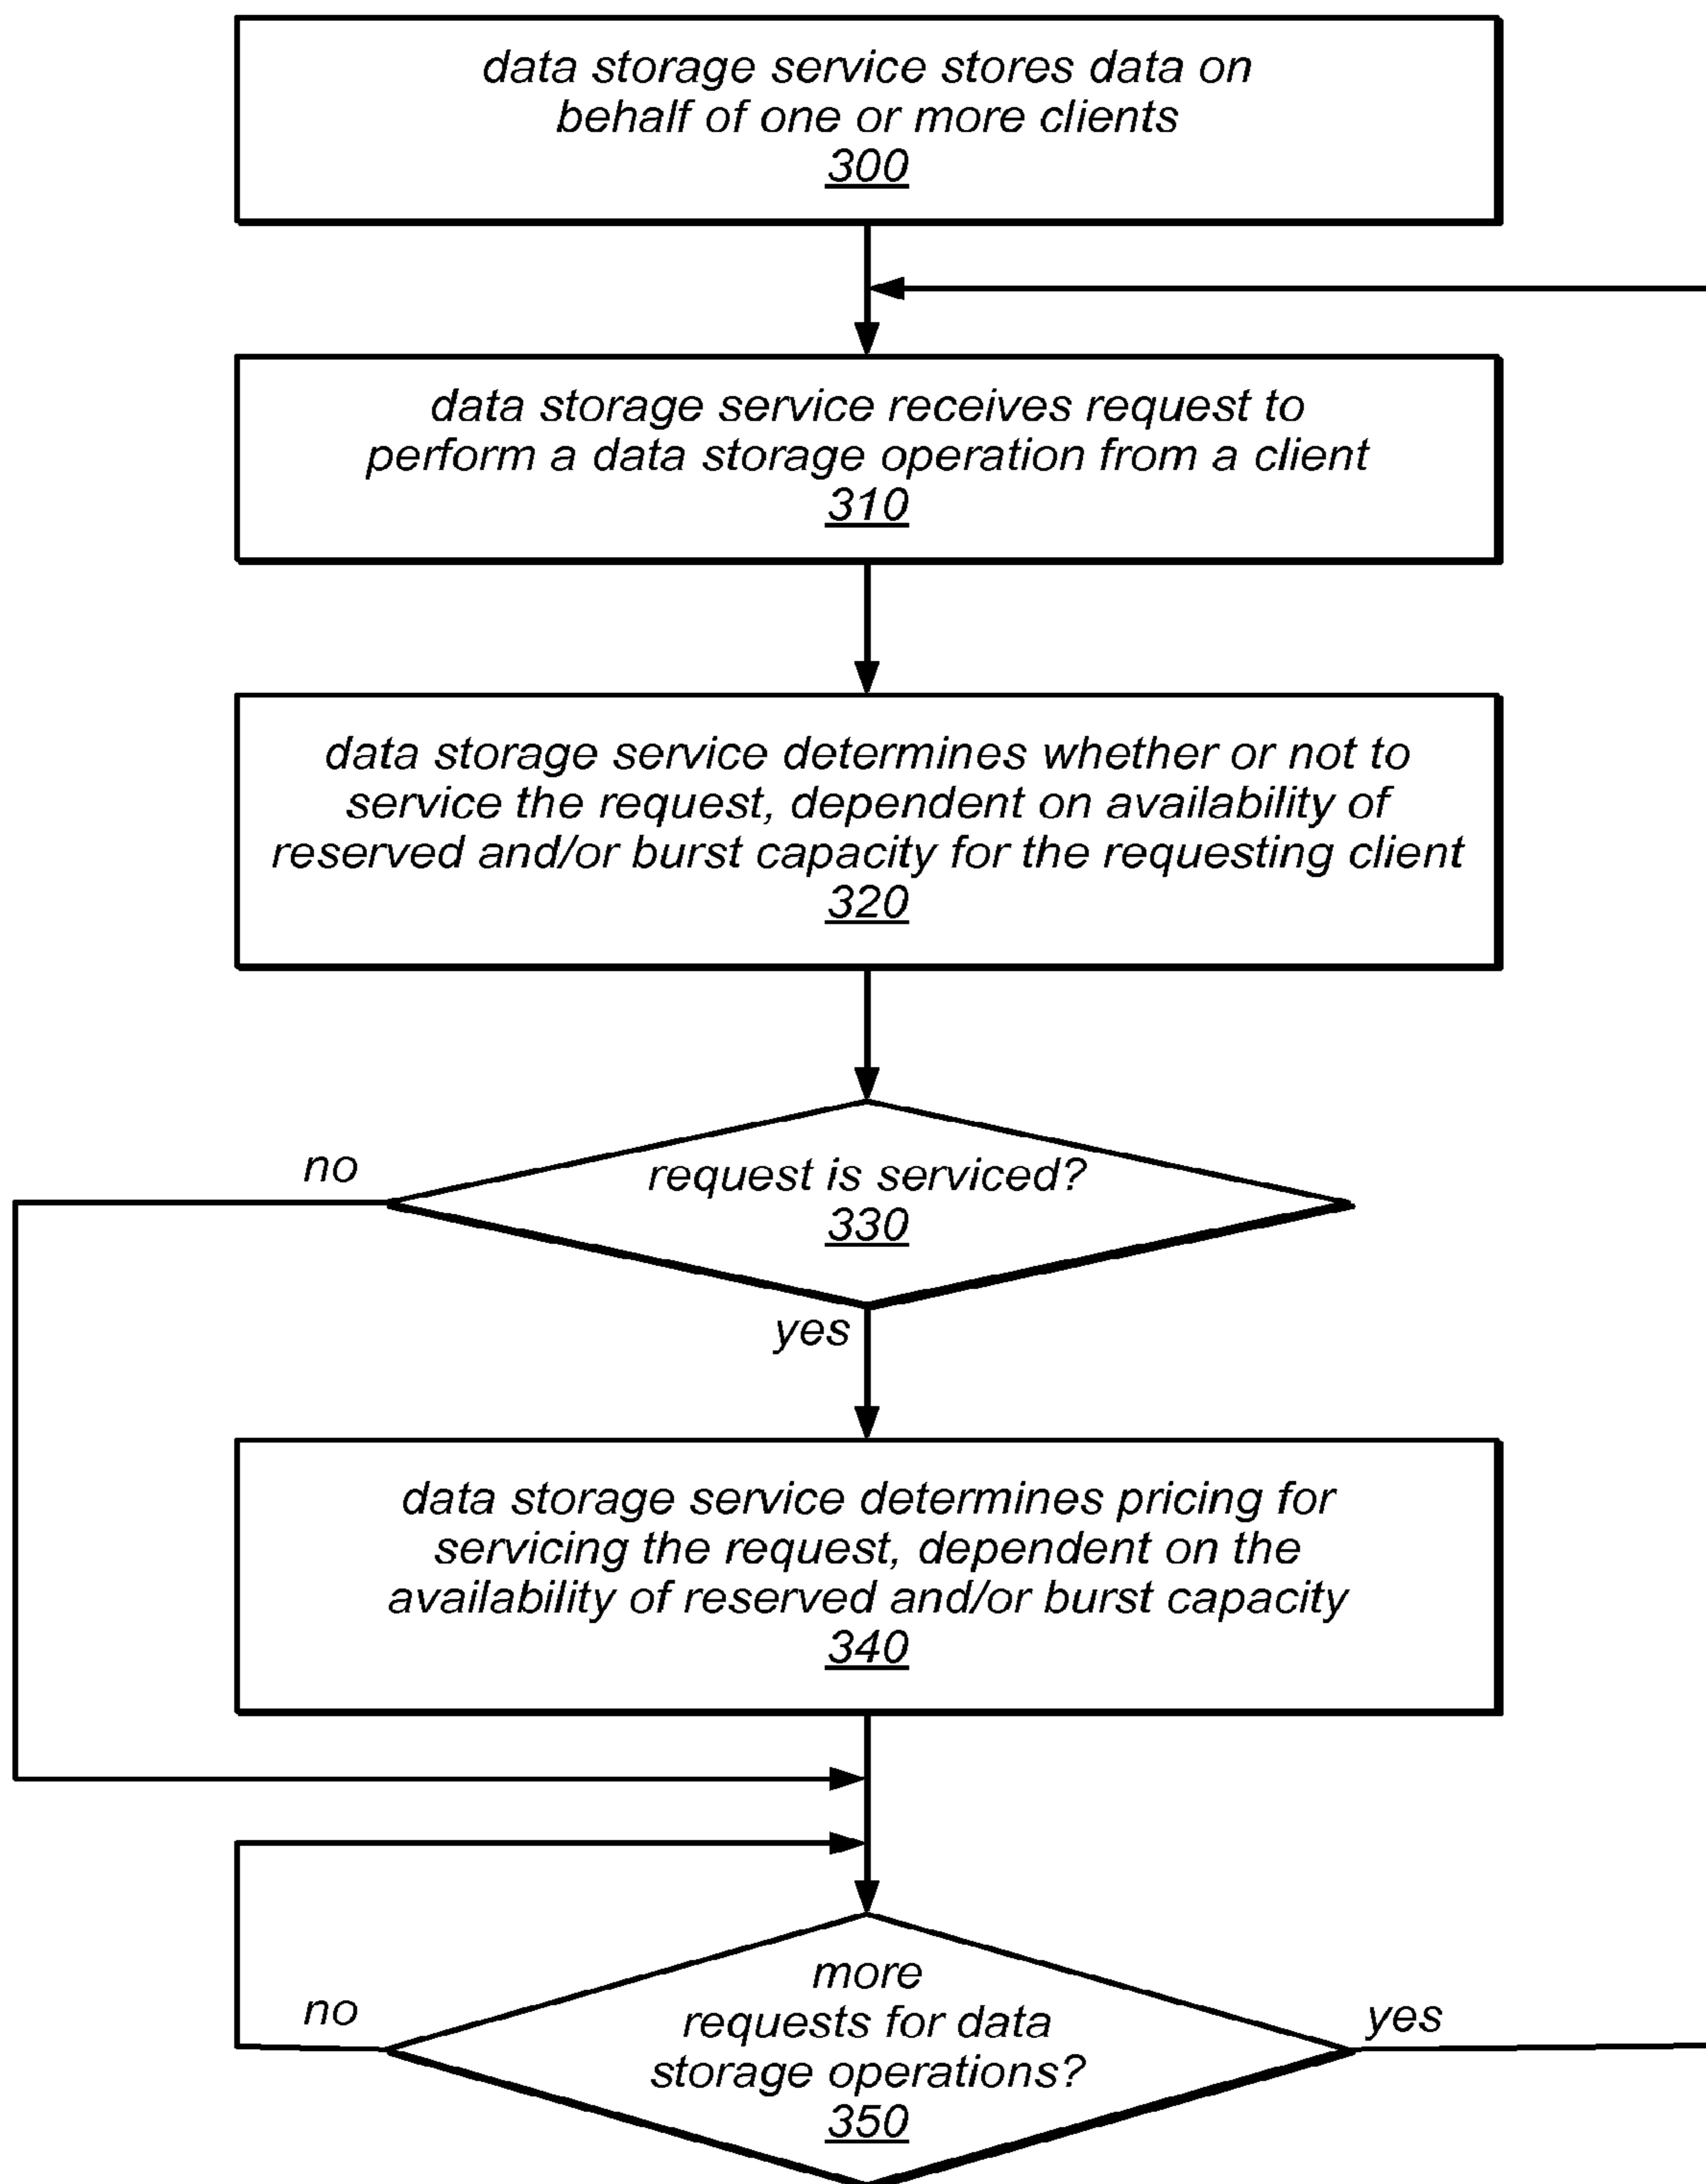 data storage service stores data on
behalf of one or more clients
300
data storage service receives request to
perform a data storage operation from a client
310
data storage service determines whether or not to
service the request, dependent on availability of
reserved and/or burst capacity for the requesting client
320
no
request is serviced?
330
yes
data storage service determines pricing for
servicing the request, dependent on the
availability of reserved and/or burst capacity
340
no
more
requests for data
storage operations?
350
yes